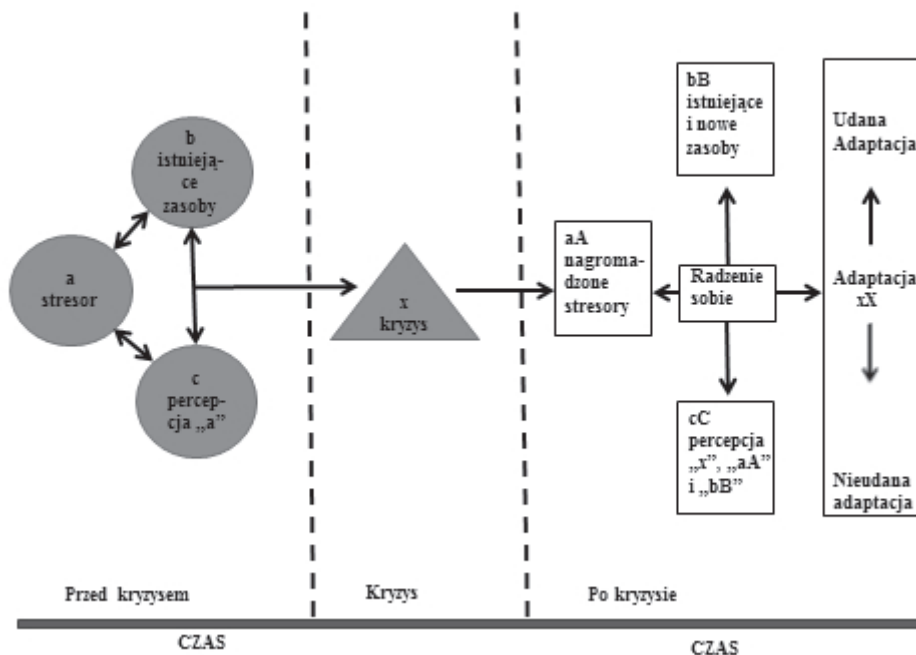 b
istnieją-
ce
zasoby
a
stresor
c
percep-
cja „a”
x
kryzys
aA
nagroma-
dzone
stresory
bB
istniejące
i nowe
zasoby
Radzenie
sobie
cC
percepcja
„x”, „aA”
i „bB”
Udana
Adaptacja
Adaptacja
xX
Nieudana
adaptacja
Przed kryzysem
Kryzys
Po kryzysie
CZAS
CZAS